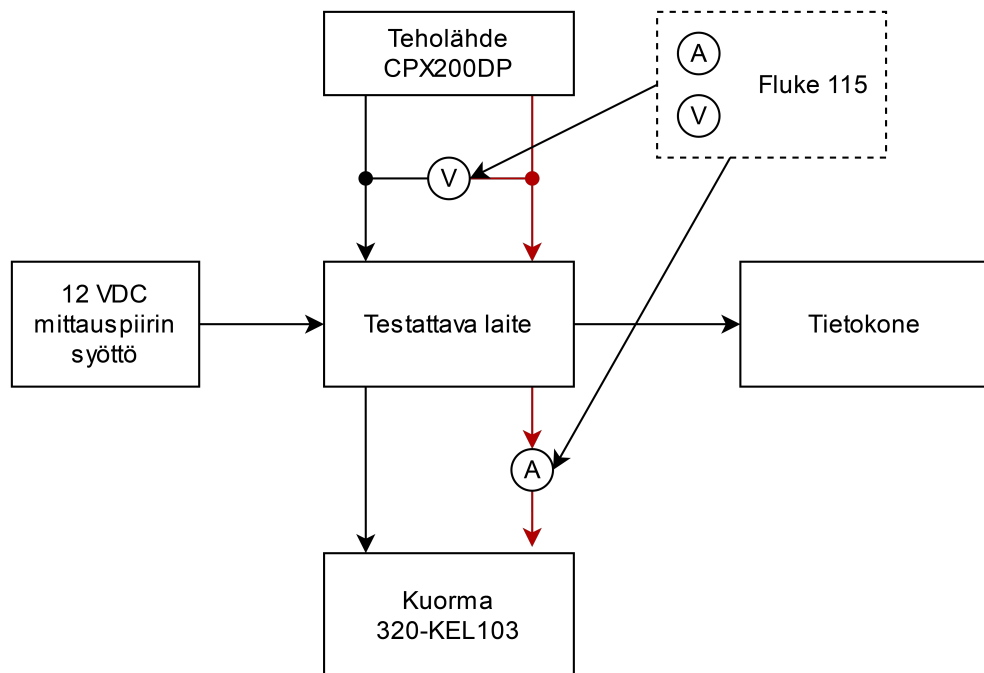 Teholähde
CPX200DP
A
V
Fluke 115
V
12 VDC
mittauspiirin
syöttö
Testattava laite
Tietokone
A
Kuorma
320-KEL103